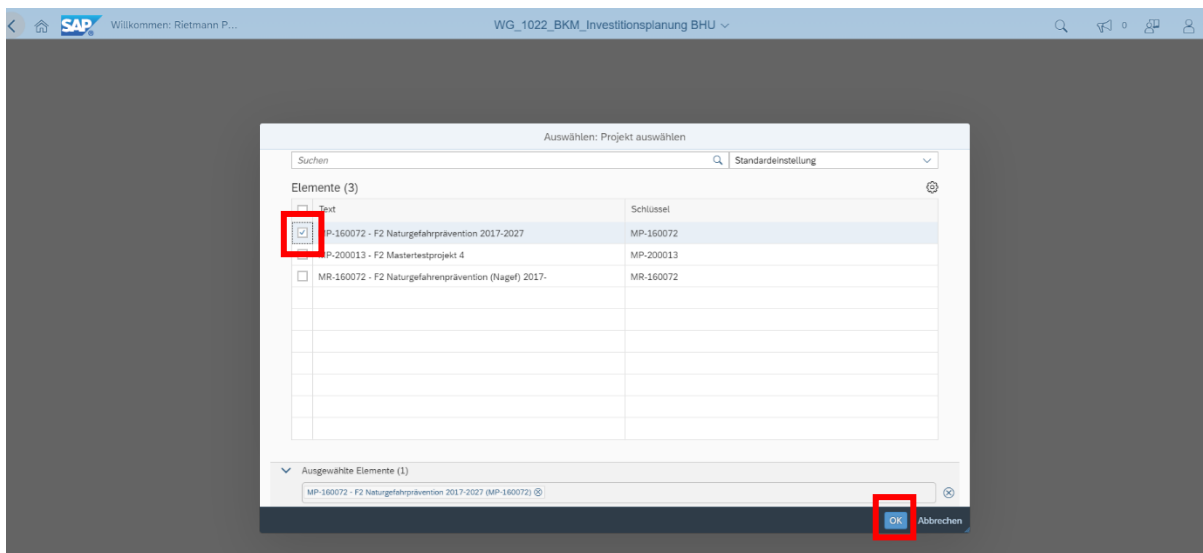 SAP Willkommen: Rietmann P... WG_1022_BKM_Investitionsplanung BHU 0
Auswählen: Projekt auswählen
Suchen Standardeinstellung
Elemente (3)
Text Schlüssel
MP-160072 - F2 Naturgefahrprävention 2017-2027 MP-160072
MP-200013 - F2 Mastertestprojekt 4 MP-200013
MR-160072 - F2 Naturgefahrenprävention (Nagef) 2017- MR-160072
Ausgewählte Elemente (1)
MP-160072 - F2 Naturgefahrprävention 2017-2027 (MP-160072)
OK Abbrechen